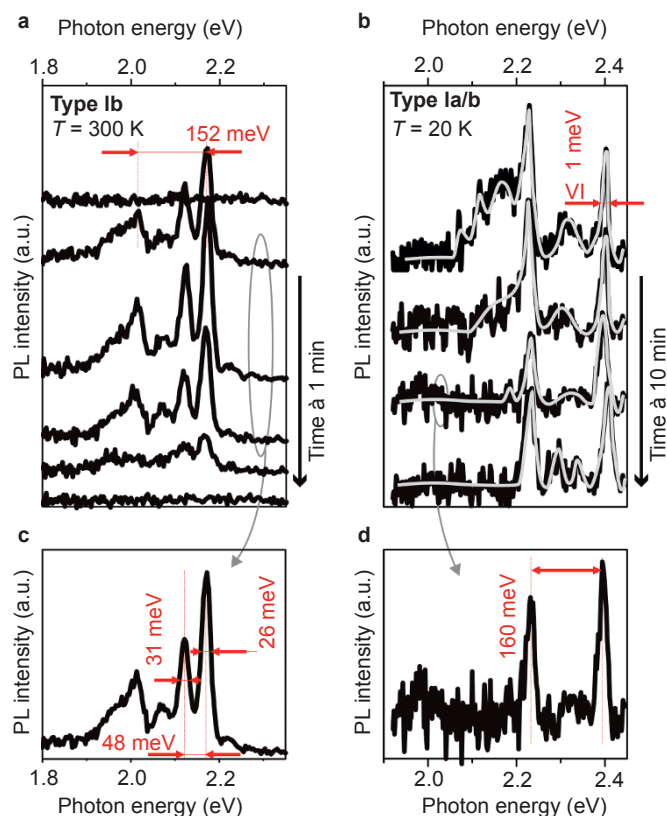 a
Photon energy (eV)
1.8 2.0 2.2
Type Ib
T = 300 K
152 meV
PL intensity (a.u.)
Time à 1 min
b
Photon energy (eV)
2.0 2.2 2.4
Type Ia/b
T = 20 K
1 meV
VI
PL intensity (a.u.)
Time à 10 min
c
PL intensity (a.u.)
31 meV
26 meV
48 meV
1.8 2.0 2.2
Photon energy (eV)
d
PL intensity (a.u.)
160 meV
2.0 2.2 2.4
Photon energy (eV)